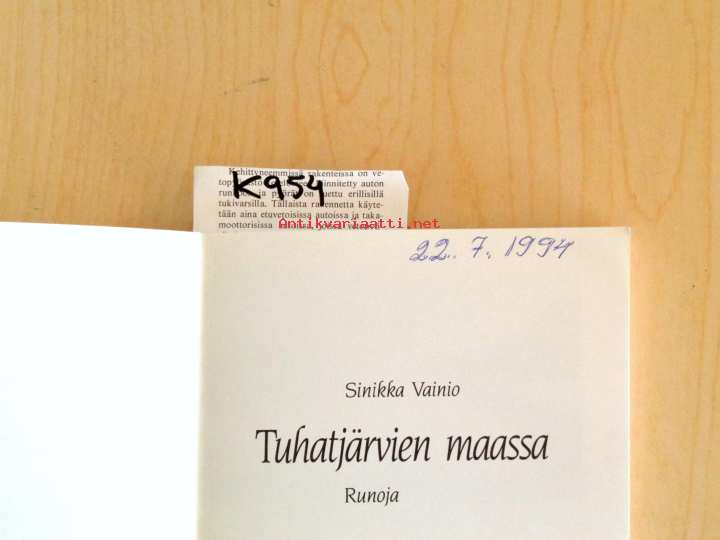 Kehittyneemmissä rakenteissa on ve-
K954
tukivarsilla. Tällaista rakennetta käyte-
tään aina etuvetoisissa autoissa ja taka-
moottorisissa
Antikvariaatti.net
22. 7. 1994
Sinikka Vainio
Tuhatjärvien maassa
Runoja